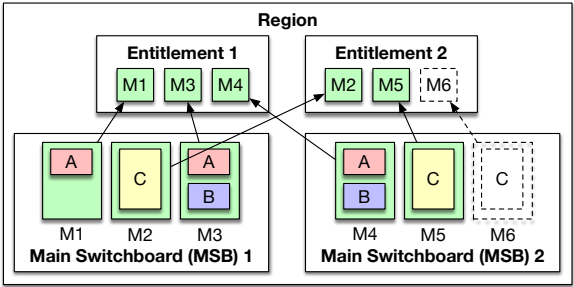 Region
Entitlement 1
Entitlement 2
M1 M3 M4
M2 M5 M6
A C A B
A B C C
M1 M2 M3
M4 M5 M6
Main Switchboard (MSB) 1
Main Switchboard (MSB) 2